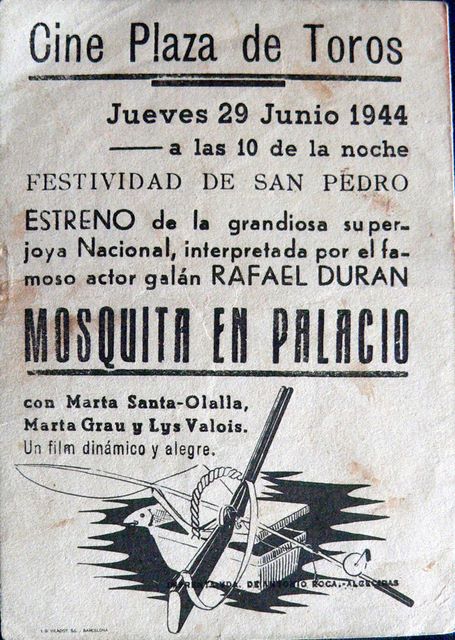 Cine Plaza de Toros
Jueves 29 Junio 1944
a las 10 de la noche
FESTIVIDAD DE SAN PEDRO
ESTRENO de la grandiosa super-
joya Nacional, interpretada por el fa-
moso actor galán RAFAEL DURAN
MOSQUITA EN PALACIO
con Marta Santa-Olalla,
Marta Grau y Lys Valois.
Un film dinámico y alegre.
IMPRENTA VDA. DE ANTONIO ROCA.-ALGECIRAS
BARCELONA